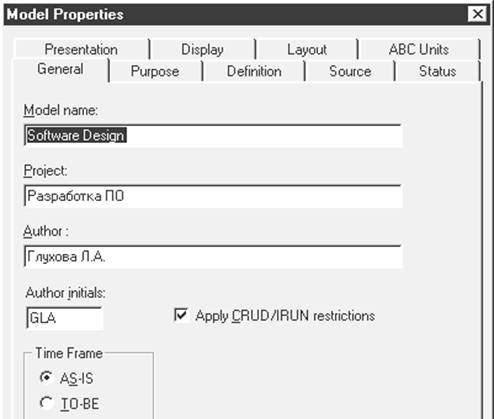 Model Properties
Presentation Display Layout ABC Units
General Purpose Definition Source Status
Model name:
Software Design
Project:
Разработка ПО
Author :
Глухова Л.А.
Author initials:
GLA
Apply CRUD/IRUN restrictions
Time Frame
AS-IS
TO-BE